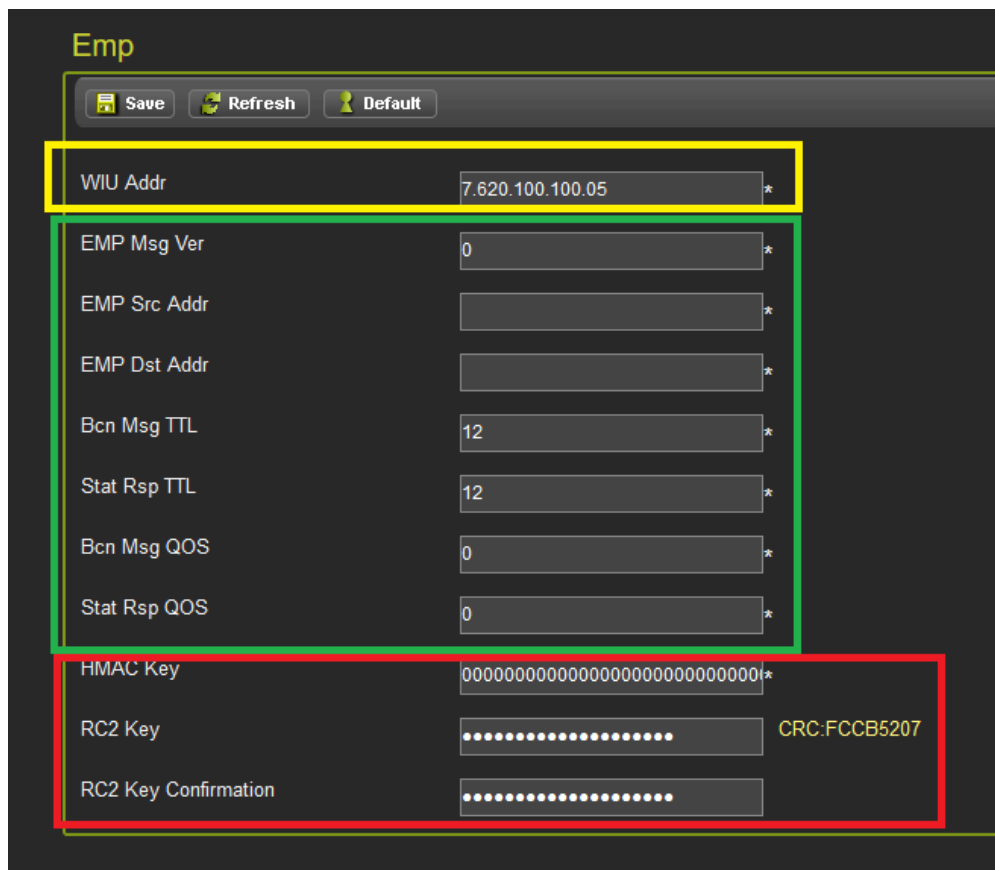 Emp
Save Refresh Default
WIU Addr 7.620.100.100.05 *
EMP Msg Ver 0 *
EMP Src Addr *
EMP Dst Addr *
Bcn Msg TTL 12 *
Stat Rsp TTL 12 *
Bcn Msg QOS 0 *
Stat Rsp QOS 0 *
HMAC Key *
RC2 Key ●●●●●●●●●●●●●●●●●●●● CRC:FCCB5207
RC2 Key Confirmation ●●●●●●●●●●●●●●●●●●●●